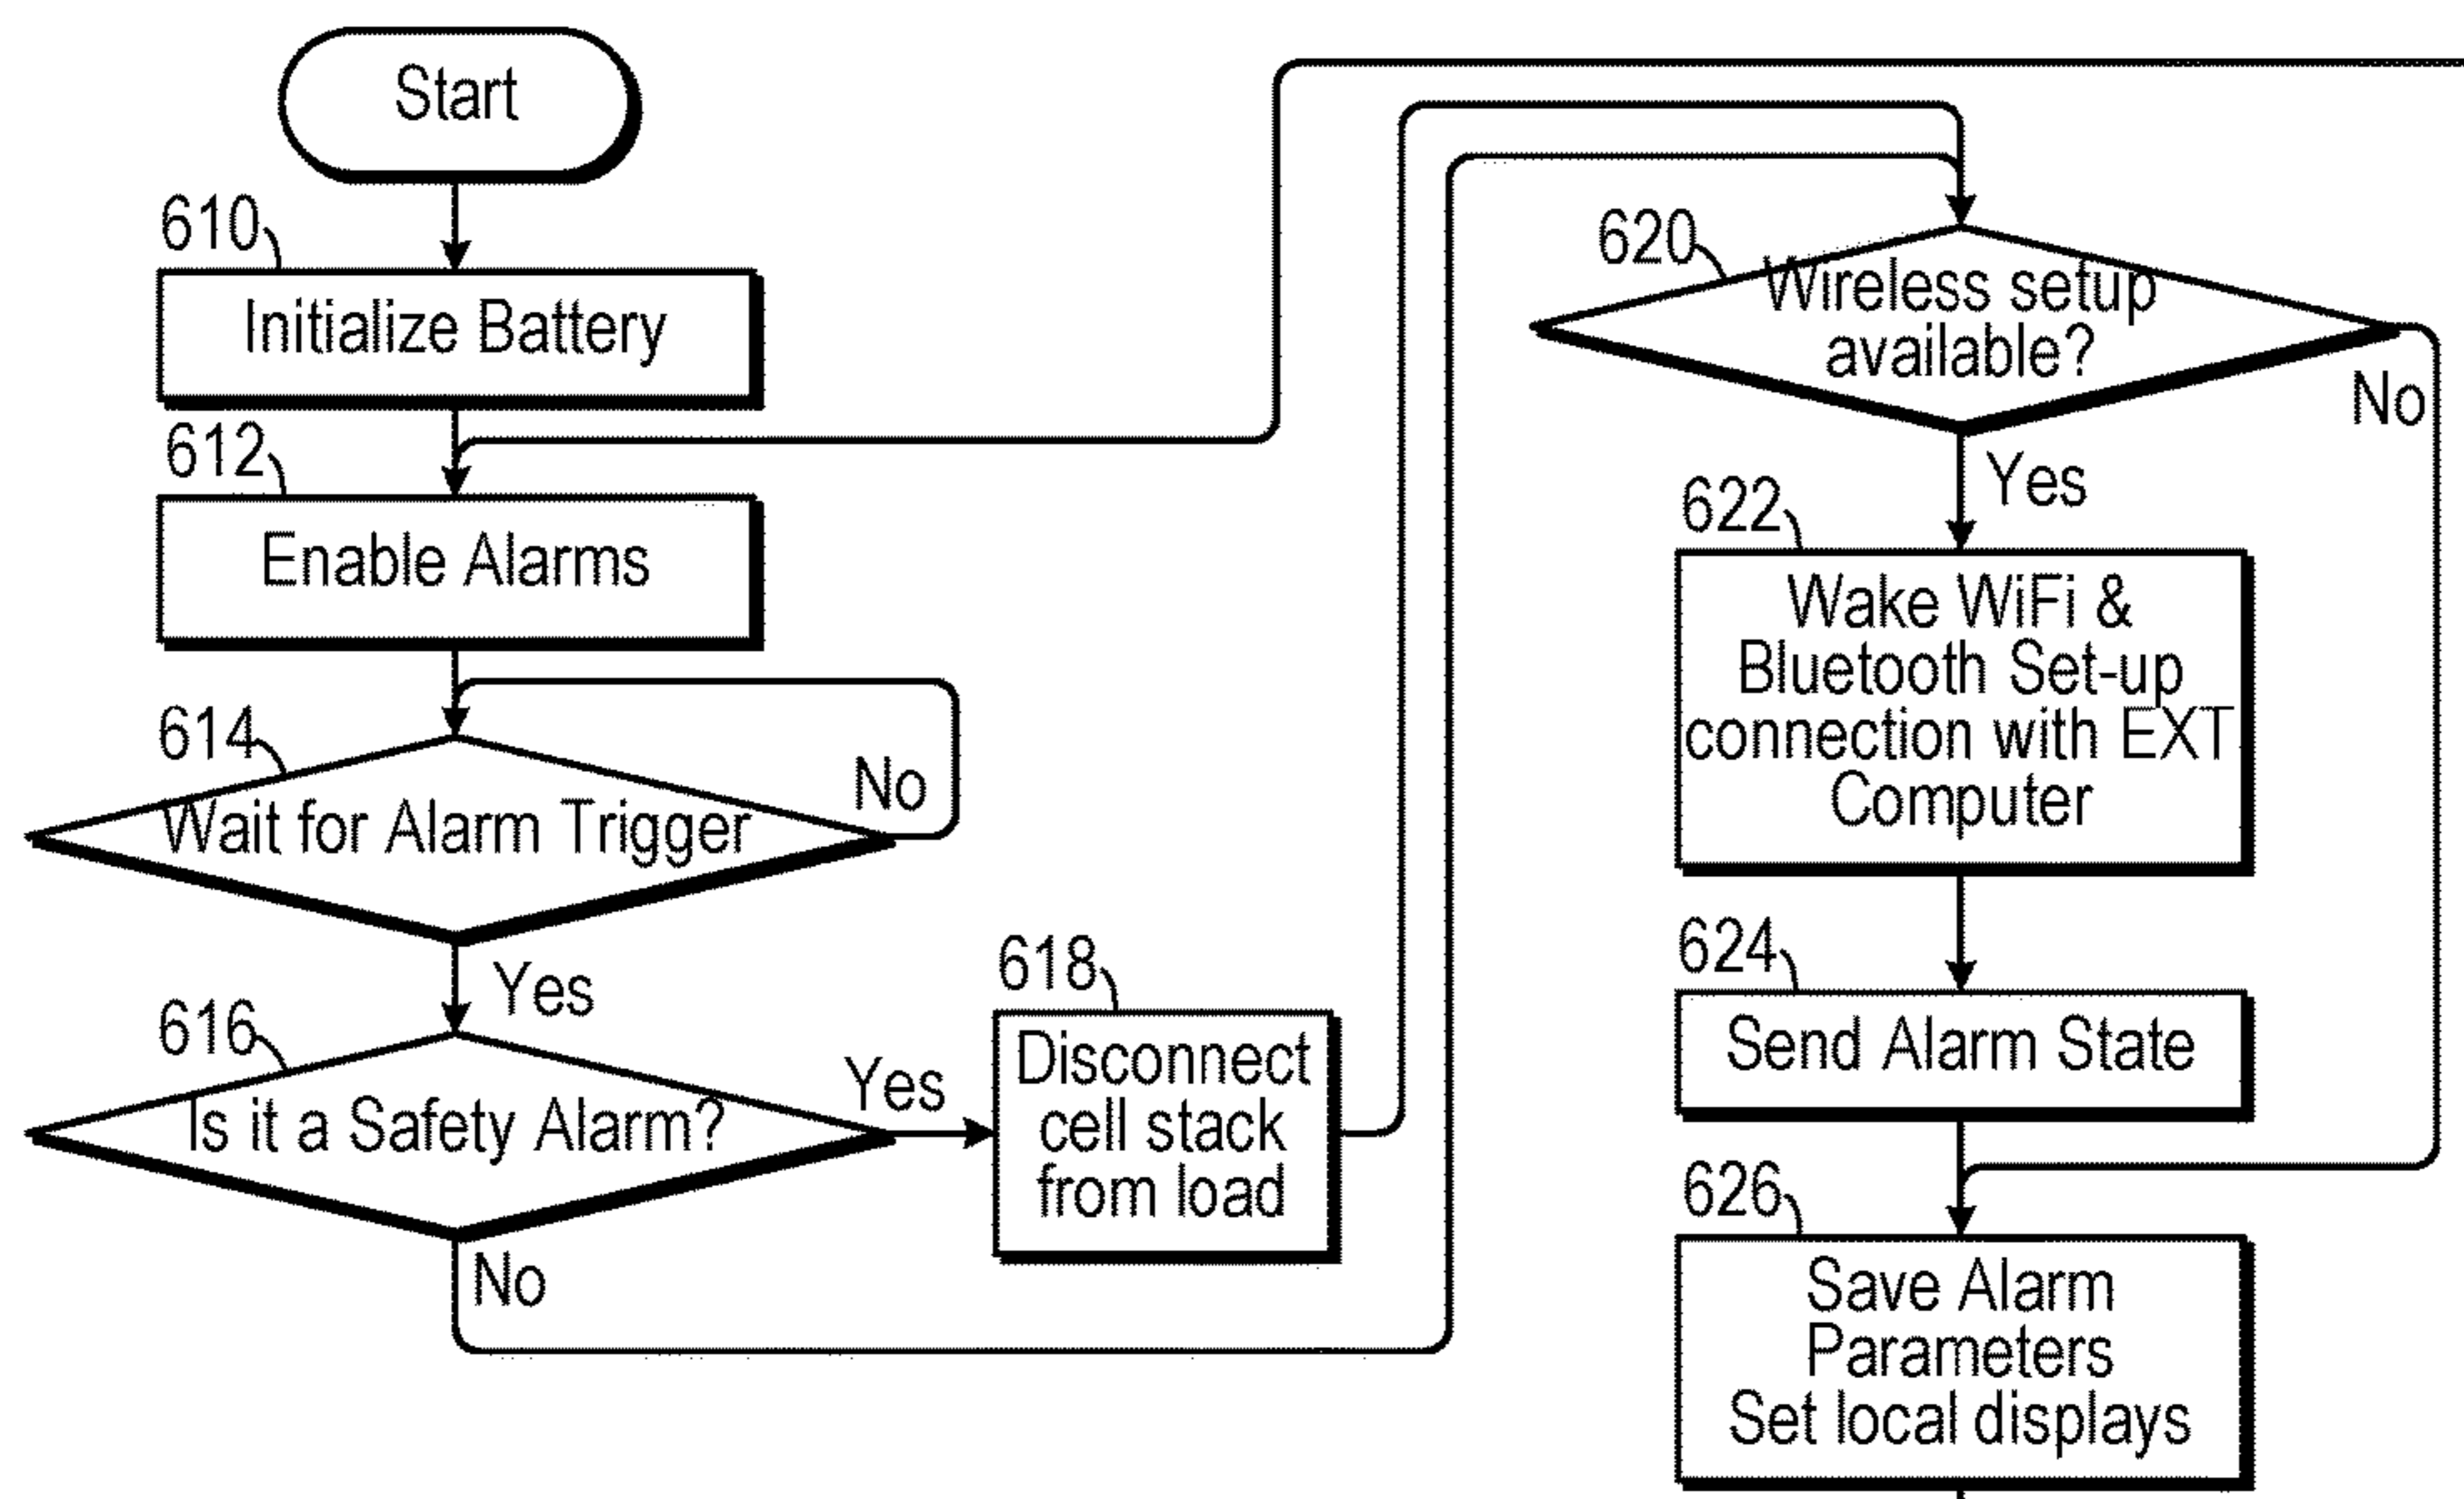 Start
610
Initialize Battery
612
Enable Alarms
614
Wait for Alarm Trigger
No
Yes
616
Is it a Safety Alarm?
Yes
No
618
Disconnect
cell stack
from load
620
Wireless setup
available?
No
Yes
622
Wake WiFi &
Bluetooth Set-up
connection with EXT
Computer
624
Send Alarm State
626
Save Alarm
Parameters
Set local displays